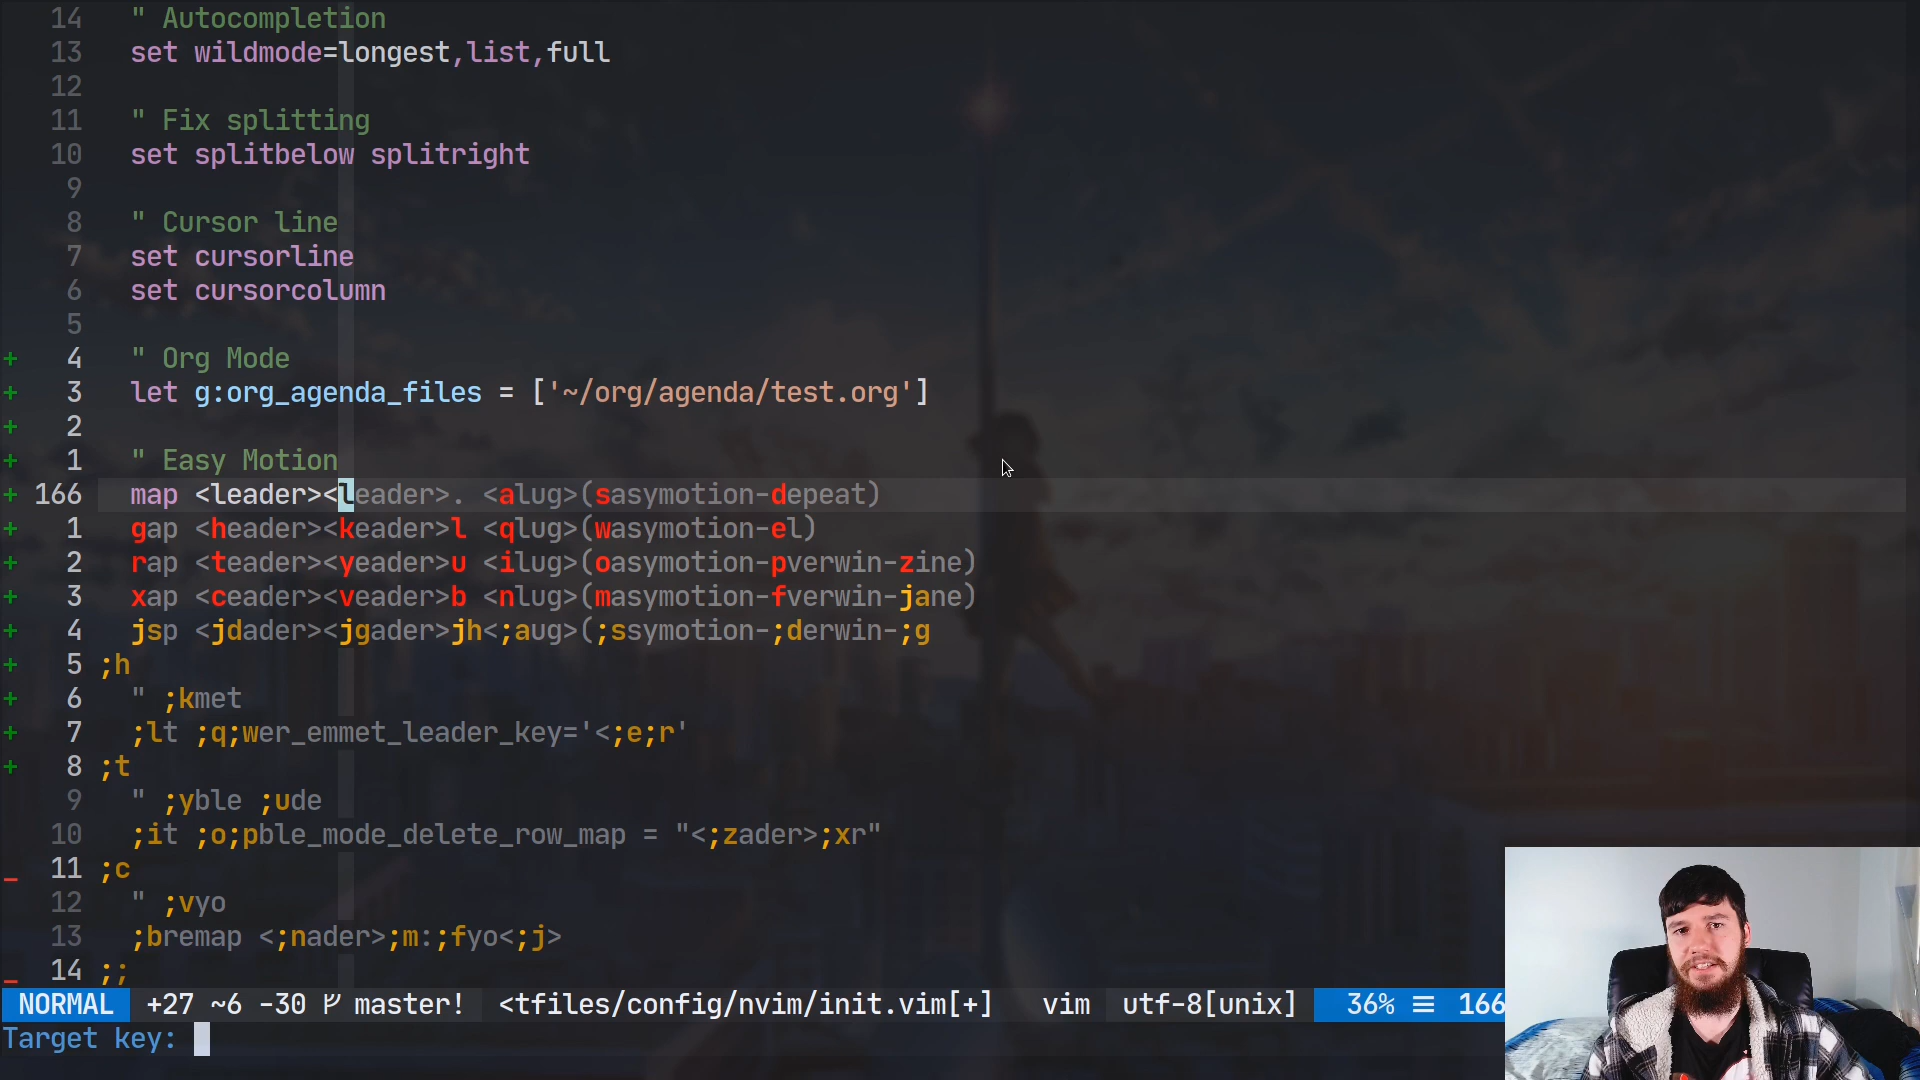 14 " Autocompletion
13 set wildmode=longest,list,full
12
11 " Fix splitting
10 set splitbelow splitright
9
8 " Cursor line
7 set cursorline
6 set cursorcolumn
5
+ 4 " Org Mode
+ 3 let g:org_agenda_files = ['~/org/agenda/test.org']
+ 2
+ 1 " Easy Motion
+ 166 map <leader><leader>. <alug>(sasymotion-depeat)
+ 1 gap <header><keader>l <qlug>(wasymotion-el)
+ 2 rap <teader><yeader>u <ilug>(oasymotion-pverwin-zine)
+ 3 xap <ceader><veader>b <nlug>(masymotion-fverwin-jane)
+ 4 jsp <jdader><jgader>jh<;aug>(;ssymotion-;derwin-;g
+ 5 ;h
+ 6 " ;kmet
+ 7 ;lt ;q;wer_emmet_leader_key='<;e;r'
+ 8 ;t
9 " ;yble ;ude
10 ;it ;o;pble_mode_delete_row_map = "<;zader>;xr"
_ 11 ;c
12 " ;vyo
13 ;bremap <;nader>;m:;fyo<;j>
_ 14 ;;
NORMAL +27 ~6 -30 master! <tfiles/config/nvim/init.vim[+] vim utf-8[unix] 36% ☰ 166
Target key: